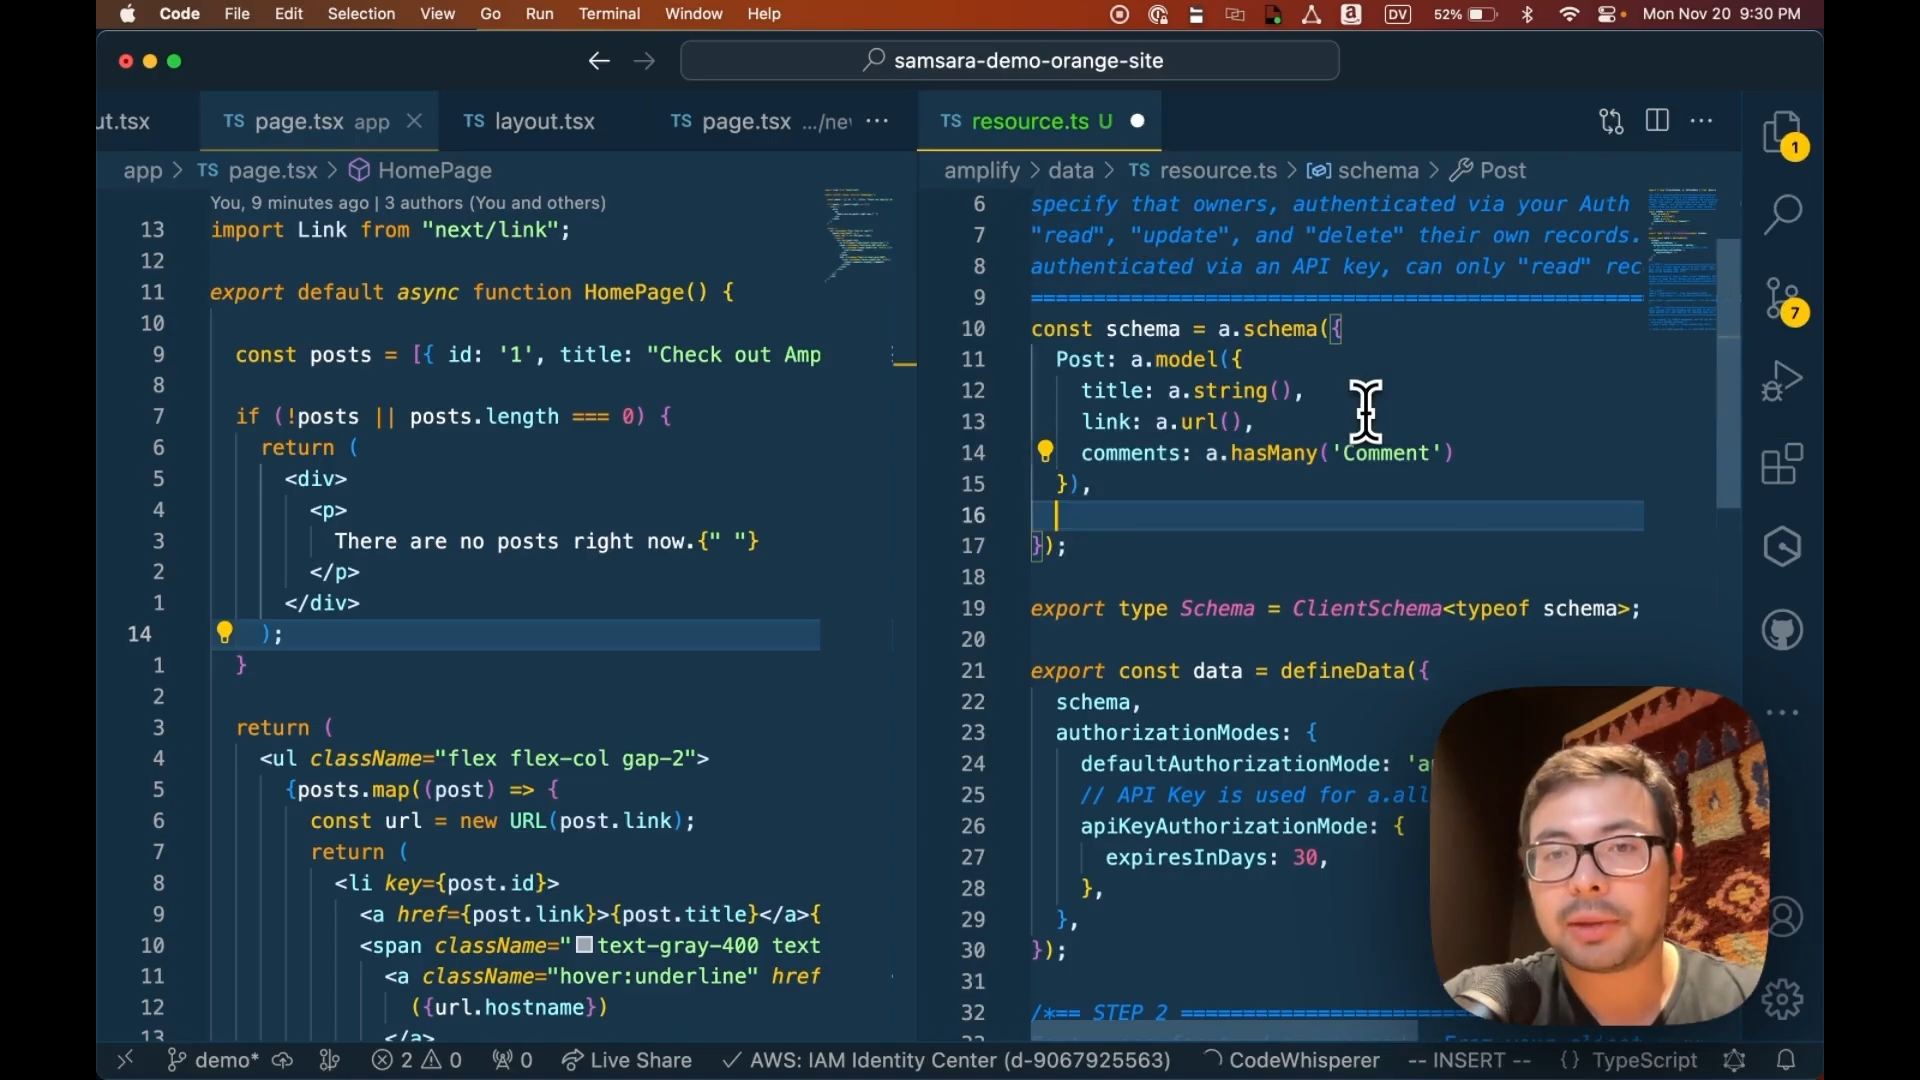 Code File Edit Selection View Go Run Terminal Window Help
DV 52% Mon Nov 20 9:30 PM
samsara-demo-orange-site
ut.tsx
TS page.tsx app
TS layout.tsx
TS page.tsx .../ne
app > TS page.tsx > HomePage
You, 9 minutes ago | 3 authors (You and others)
13 import Link from "next/link";
12
11 export default async function HomePage() {
10
9 const posts = [{ id: '1', title: "Check out Amp
8
7 if (!posts || posts.length === 0) {
6 return (
5 <div>
4 <p>
3 There are no posts right now.{" "}
2 </p>
1 </div>
14 );
1 }
2
3 return (
4 <ul className="flex flex-col gap-2">
5 {posts.map((post) => {
6 const url = new URL(post.link);
7 return (
8 <li key={post.id}>
9 <a href={post.link}>{post.title}</a>{
10 <span className="text-gray-400 text
11 <a className="hover:underline" href
12 ({url.hostname})
13 </a>
TS resource.ts U
amplify > data > TS resource.ts > schema > Post
6 specify that owners, authenticated via your Auth
7 "read", "update", and "delete" their own records.
8 authenticated via an API key, can only "read" rec
9 =================================================
10 const schema = a.schema({
11 Post: a.model({
12 title: a.string(),
13 link: a.url(),
14 comments: a.hasMany('Comment')
15 }),
16
17 });
18
19 export type Schema = ClientSchema<typeof schema>;
20
21 export const data = defineData({
22 schema,
23 authorizationModes: {
24 defaultAuthorizationMode: 'a
25 // API Key is used for a.all
26 apiKeyAuthorizationMode: {
27 expiresInDays: 30,
28 },
29 },
30 });
31
32 /*== STEP 2 ===========================
1
7
demo* 2 0 0 Live Share AWS: IAM Identity Center (d-9067925563) CodeWhisperer -- INSERT -- {} TypeScript